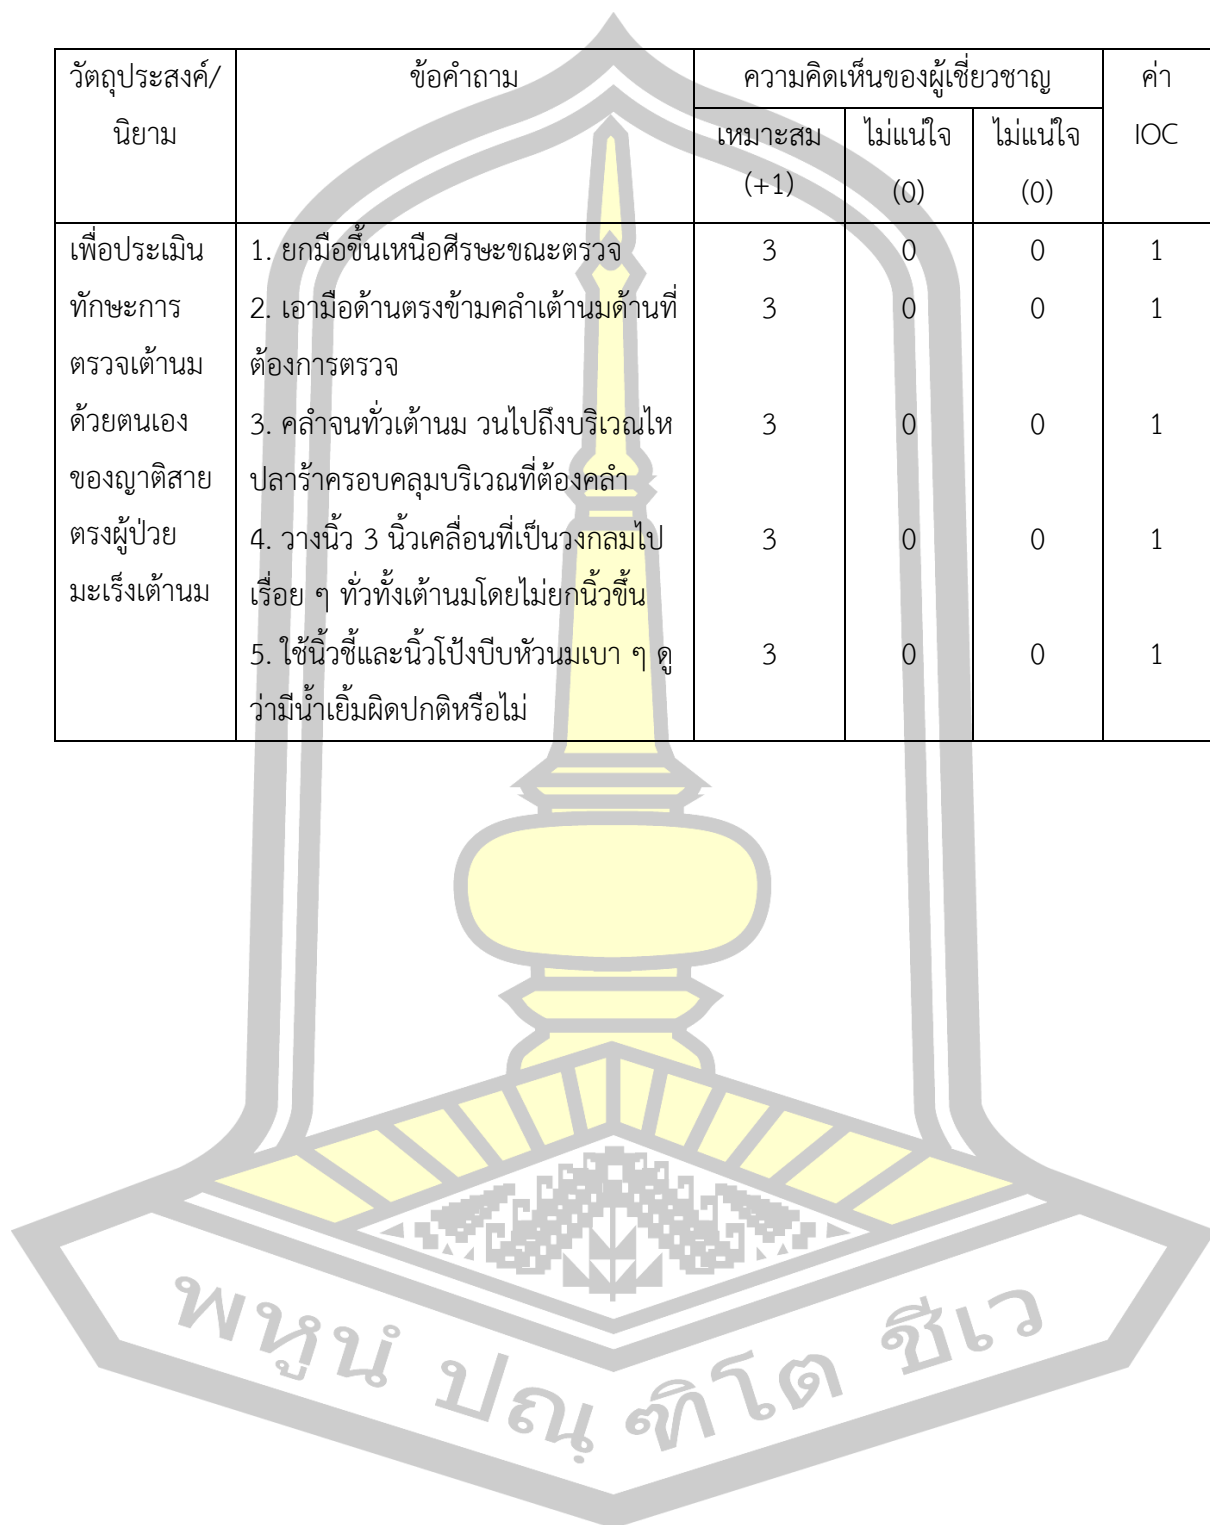 วัตถุประสงค์/ ข้อคำถาม ความคิดเห็นของผู้เชี่ยวชาญ ค่า
นิยาม เหมาะสม ไม่แน่ใจ ไม่แน่ใจ IOC
(+1) (0) (0)
เพื่อประเมิน 1. ยกมือขึ้นเหนือศีรษะขณะตรวจ 3 0 0 1
ทักษะการ 2. เอามือด้านตรงข้ามคลำเต้านมด้านที่ 3 0 0 1
ตรวจเต้านม ต้องการตรวจ
ด้วยตนเอง 3. คลำจนทั่วเต้านม วนไปถึงบริเวณไห 3 0 0 1
ของญาติสาย ปลาร้าครอบคลุมบริเวณที่ต้องคลำ
ตรงผู้ป่วย 4. วางนิ้ว 3 นิ้วเคลื่อนที่เป็นวงกลมไป 3 0 0 1
มะเร็งเต้านม เรื่อย ๆ ทั่วทั้งเต้านมโดยไม่ยกนิ้วขึ้น
5. ใช้นิ้วชี้และนิ้วโป้งบีบหัวนมเบา ๆ ดู 3 0 0 1
ว่ามีน้ำเยิ้มผิดปกติหรือไม่
พหูนํ ปณฺฑิโต ชีเว